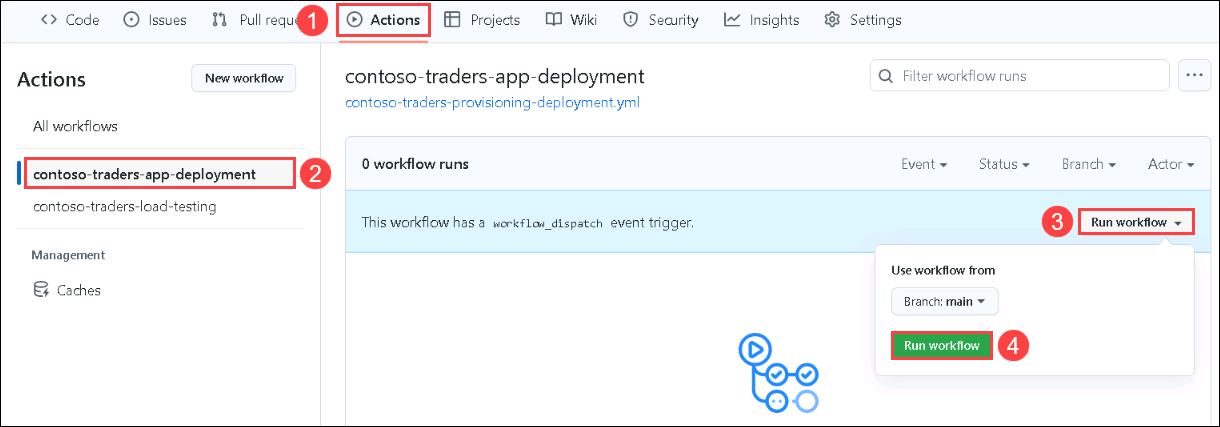 Code Issues Pull reque 1 Actions Projects Wiki Security Insights Settings
Actions New workflow
All workflows
contoso-traders-app-deployment 2
contoso-traders-load-testing
Management
Caches
contoso-traders-app-deployment
contoso-traders-provisioning-deployment.yml
Filter workflow runs
0 workflow runs Event Status Branch Actor
This workflow has a workflow_dispatch event trigger. 3 Run workflow
Use workflow from
Branch: main
Run workflow 4